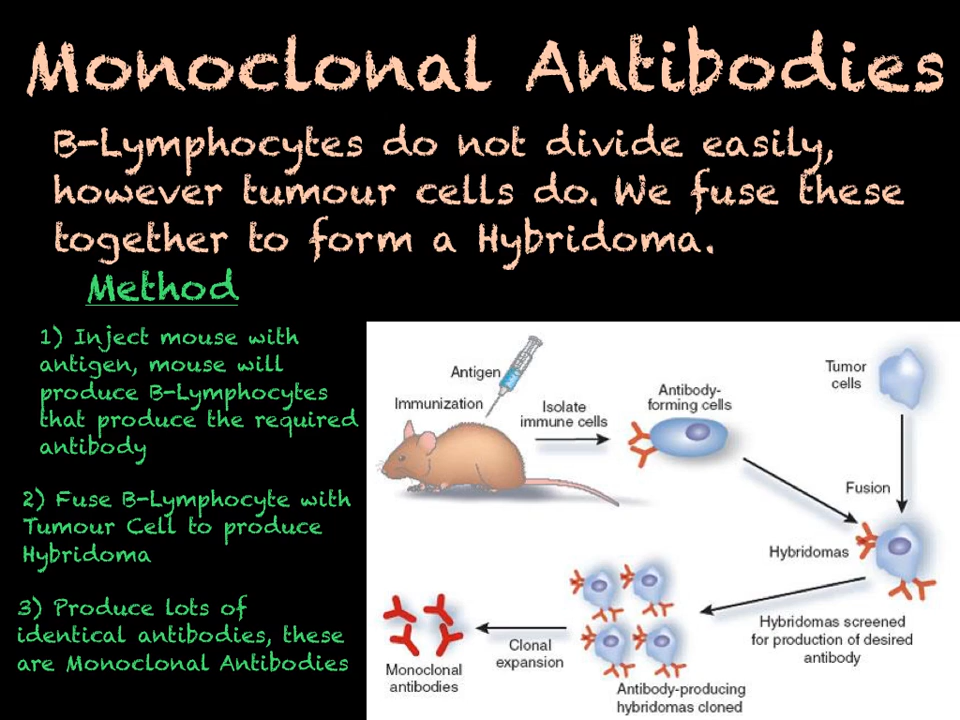 Monoclonal Antibodies
B-Lymphocytes do not divide easily,
however tumour cells do. We fuse these
together to form a Hybridoma.
Method
1) Inject mouse with
antigen, mouse will
produce B-Lymphocytes
that produce the required
antibody
2) Fuse B-Lymphocyte with
Tumour Cell to produce
Hybridoma
3) Produce lots of
identical antibodies, these
are Monoclonal Antibodies
Antigen
Immunization
Isolate
immune cells
Antibody-
forming cells
Tumor
cells
Fusion
Hybridomas
Hybridomas screened
for production of desired
antibody
Antibody-producing
hybridomas cloned
Clonal
expansion
Monoclonal
antibodies